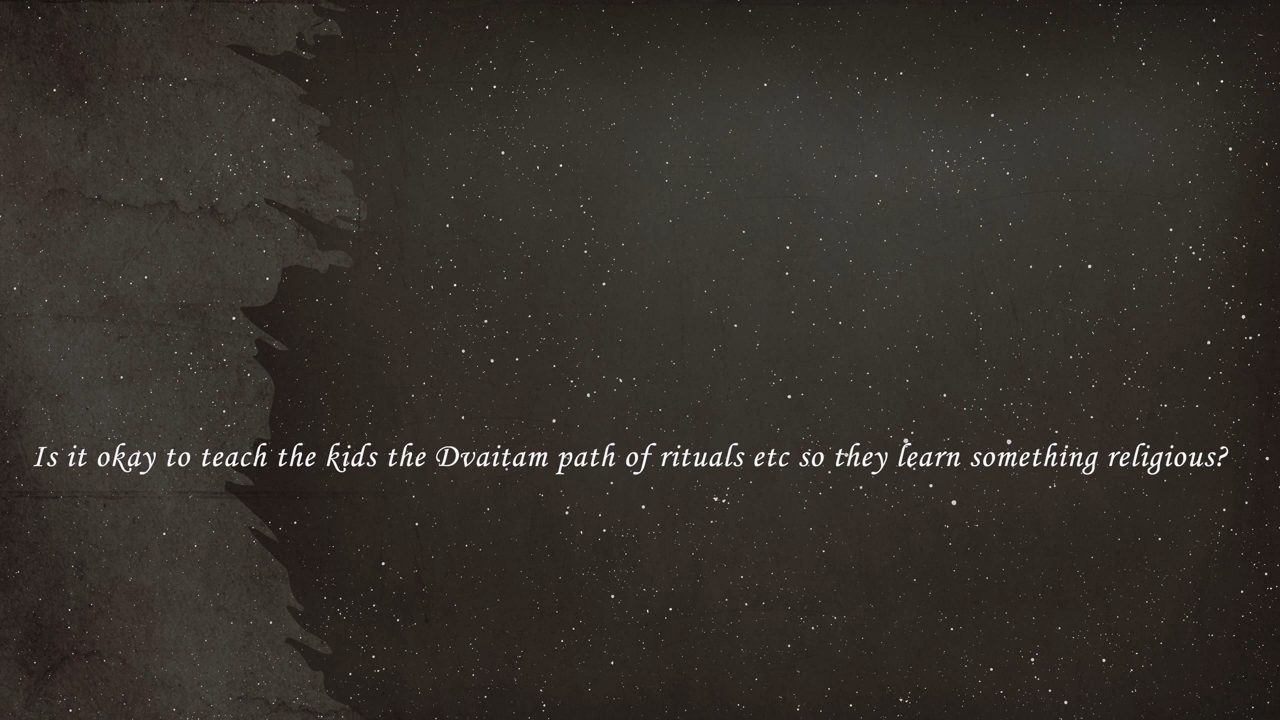 Is it okay to teach the kids the Dvaitam path of rituals etc so they learn something religious?